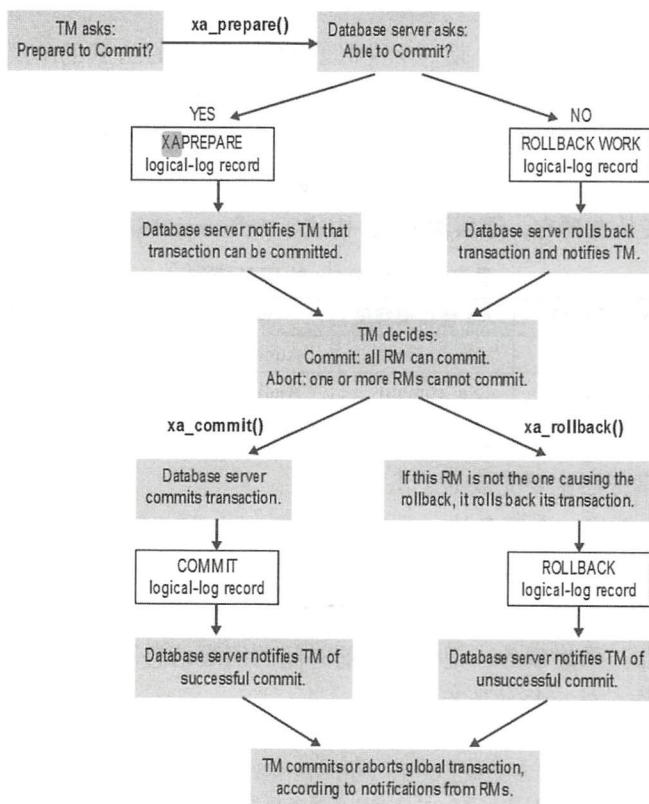 TM asks:
Prepared to Commit?
xa_prepare()
Database server asks:
Able to Commit?
YES
NO
XAPREPARE
logical-log record
ROLLBACK WORK
logical-log record
Database server notifies TM that
transaction can be committed.
Database server rolls back
transaction and notifies TM.
TM decides:
Commit: all RM can commit.
Abort: one or more RMs cannot commit.
xa_commit()
xa_rollback()
Database server
commits transaction.
If this RM is not the one causing the
rollback, it rolls back its transaction.
COMMIT
logical-log record
ROLLBACK
logical-log record
Database server notifies TM of
successful commit.
Database server notifies TM of
unsuccessful commit.
TM commits or aborts global transaction,
according to notifications from RMs.